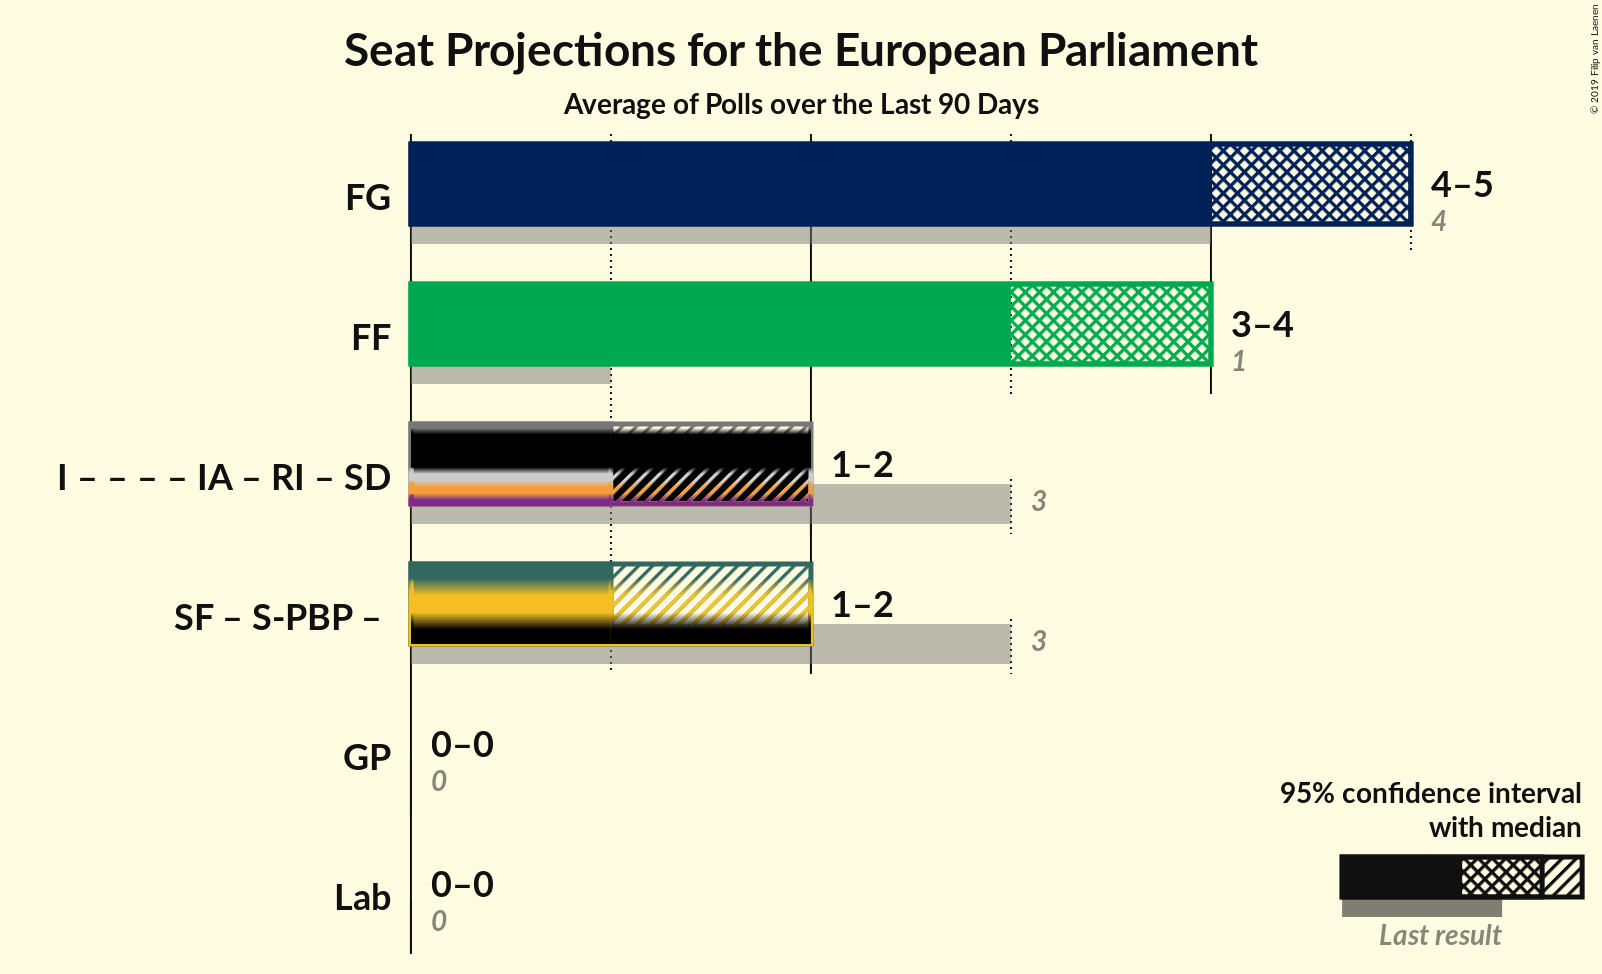 Seat Projections for the European Parliament
Average of Polls over the Last 90 Days
© 2019 Filip van Laenen
FG
4–5
4
FF
3–4
1
I – – – – IA – RI – SD
1–2
3
SF – S-PBP –
1–2
3
GP
0–0
0
Lab
0–0
0
95% confidence interval
with median
Last result